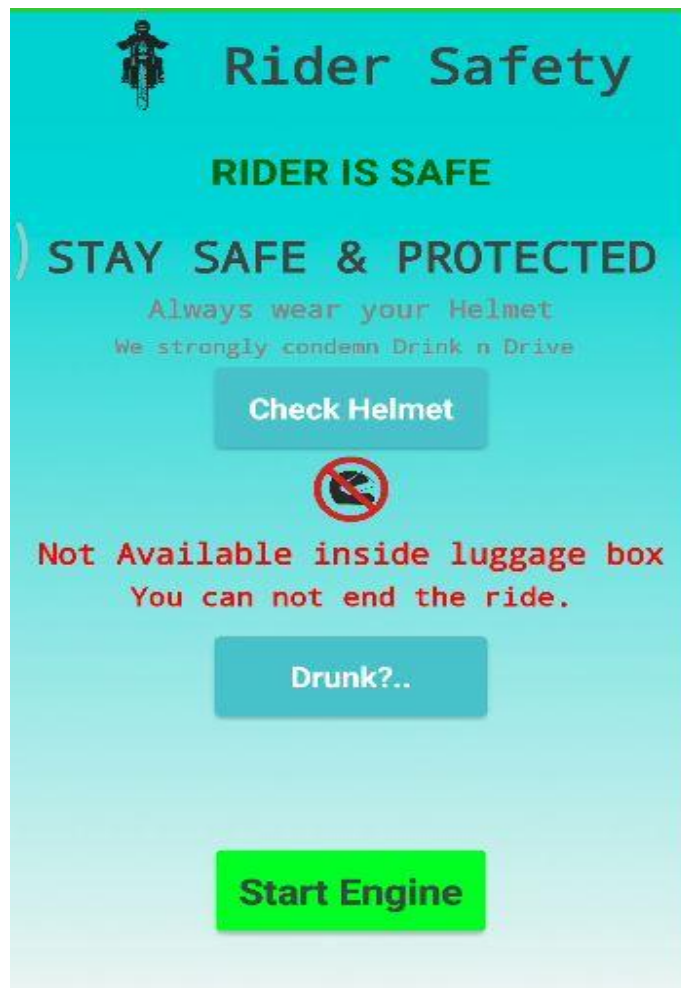 Rider Safety
RIDER IS SAFE
) STAY SAFE & PROTECTED
Always wear your Helmet
We strongly condemn Drink n Drive
Check Helmet
Not Available inside luggage box
You can not end the ride.
Drunk?..
Start Engine